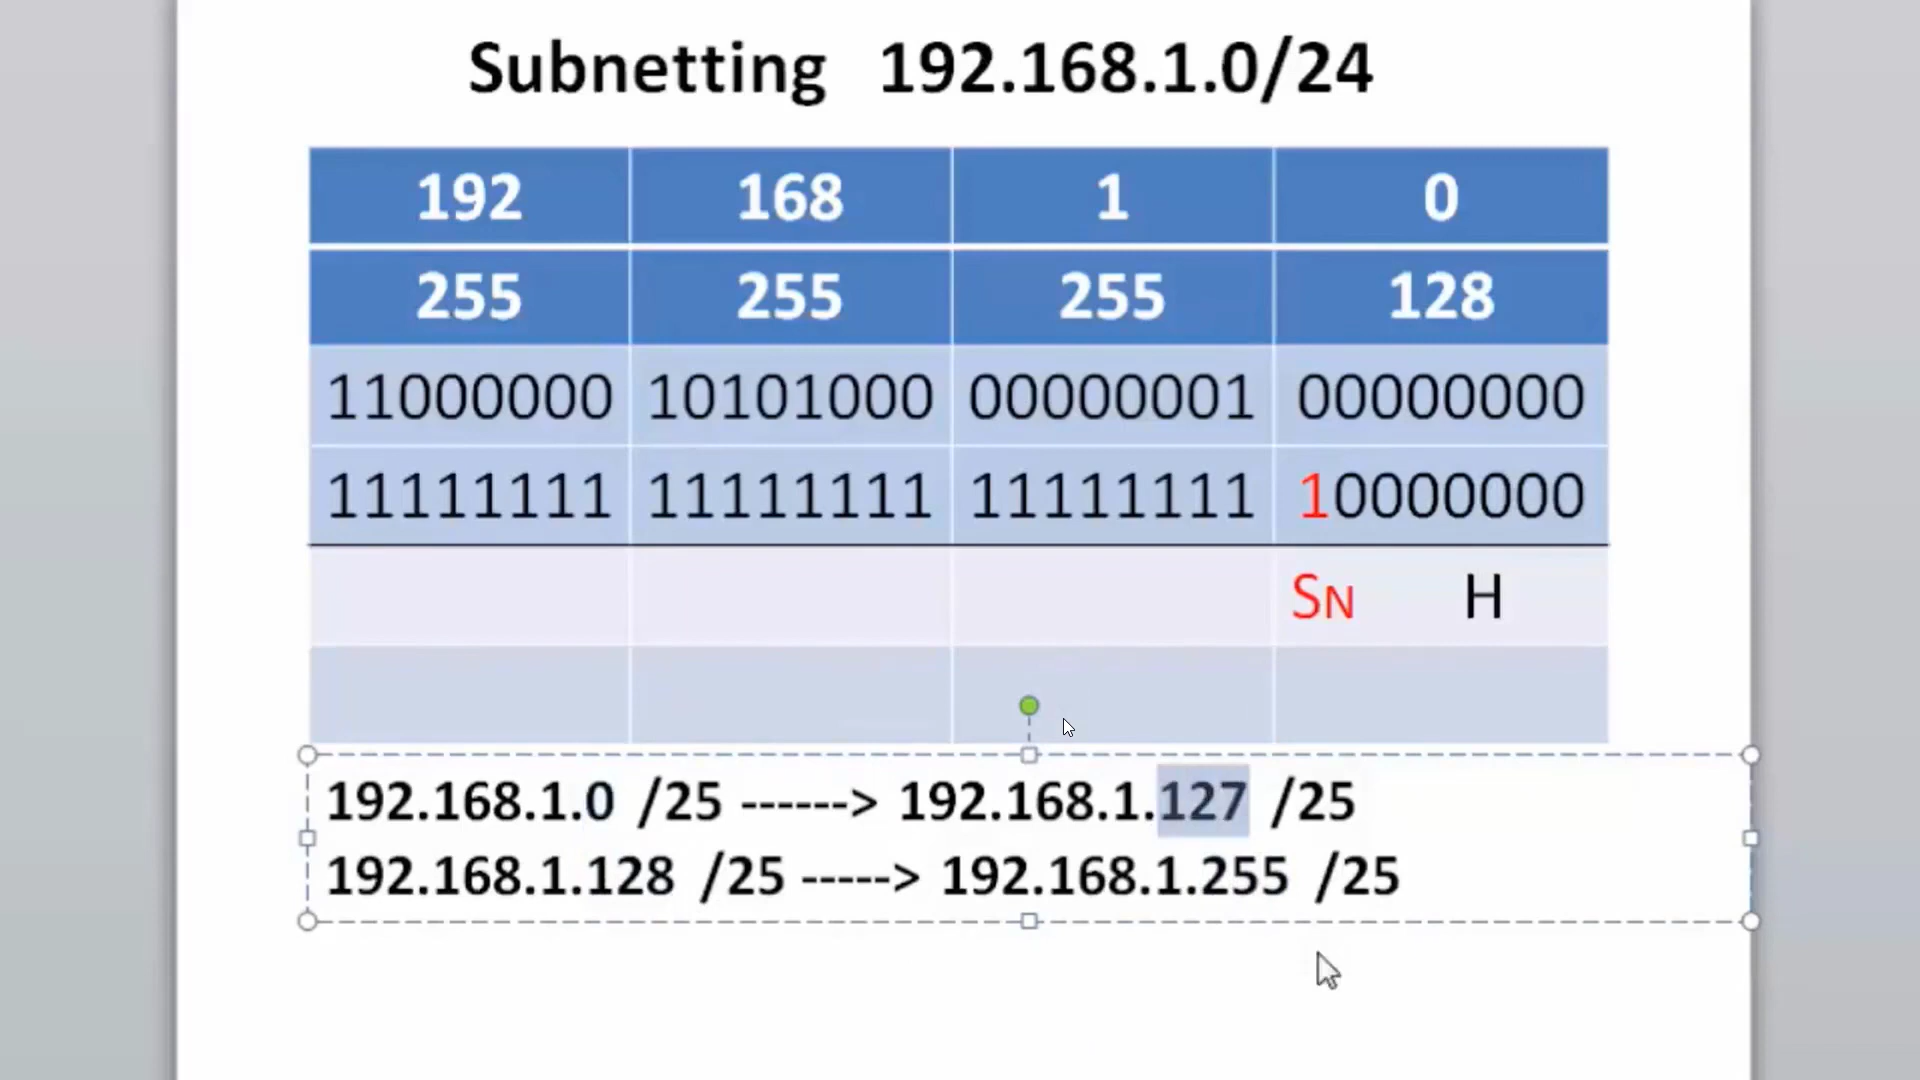 Subnetting 192.168.1.0/24
192 168 1 0
255 255 255 128
11000000 10101000 00000001 00000000
11111111 11111111 11111111 10000000
SN H
192.168.1.0 /25 ------> 192.168.1.127 /25
192.168.1.128 /25 -----> 192.168.1.255 /25